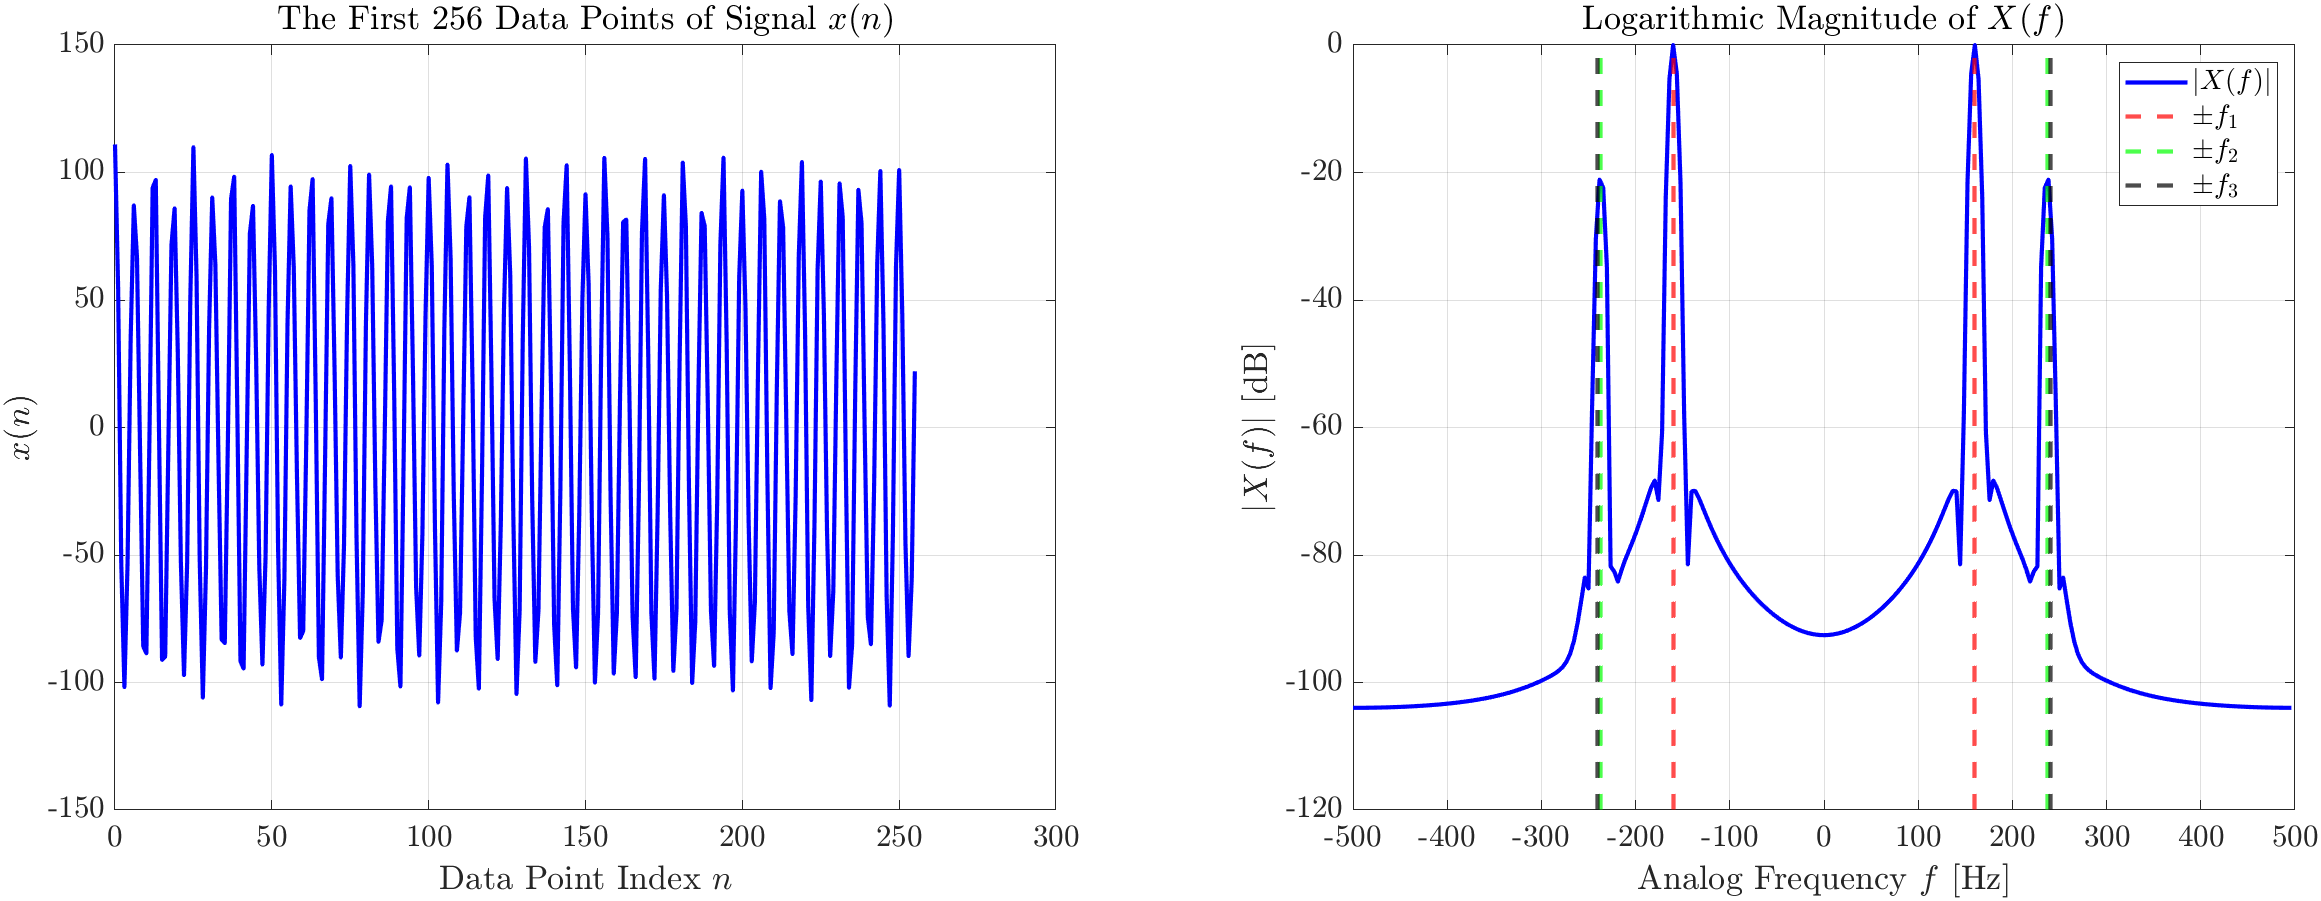 The First 256 Data Points of Signal x(n)
150
100
50
0
-50
-100
-150
x(n)
0 50 100 150 200 250 300
Data Point Index n
Logarithmic Magnitude of X(f)
0
-20
-40
-60
-80
-100
-120
|X(f)| [dB]
|X(f)|
±f₁
±f₂
±f₃
-500 -400 -300 -200 -100 0 100 200 300 400 500
Analog Frequency f [Hz]